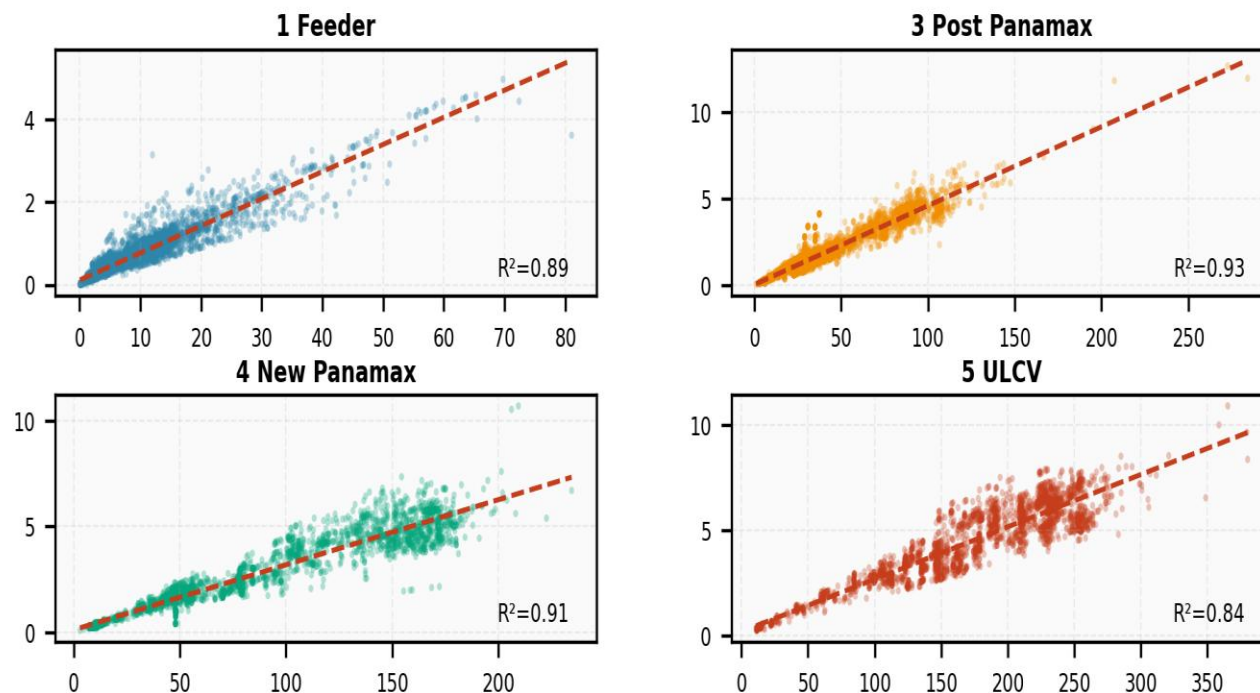 1 Feeder
4
2
0
R²=0.89
0 10 20 30 40 50 60 70 80
3 Post Panamax
10
5
0
R²=0.93
0 50 100 150 200 250
4 New Panamax
10
5
0
R²=0.91
0 50 100 150 200
5 ULCV
10
5
0
R²=0.84
0 50 100 150 200 250 300 350